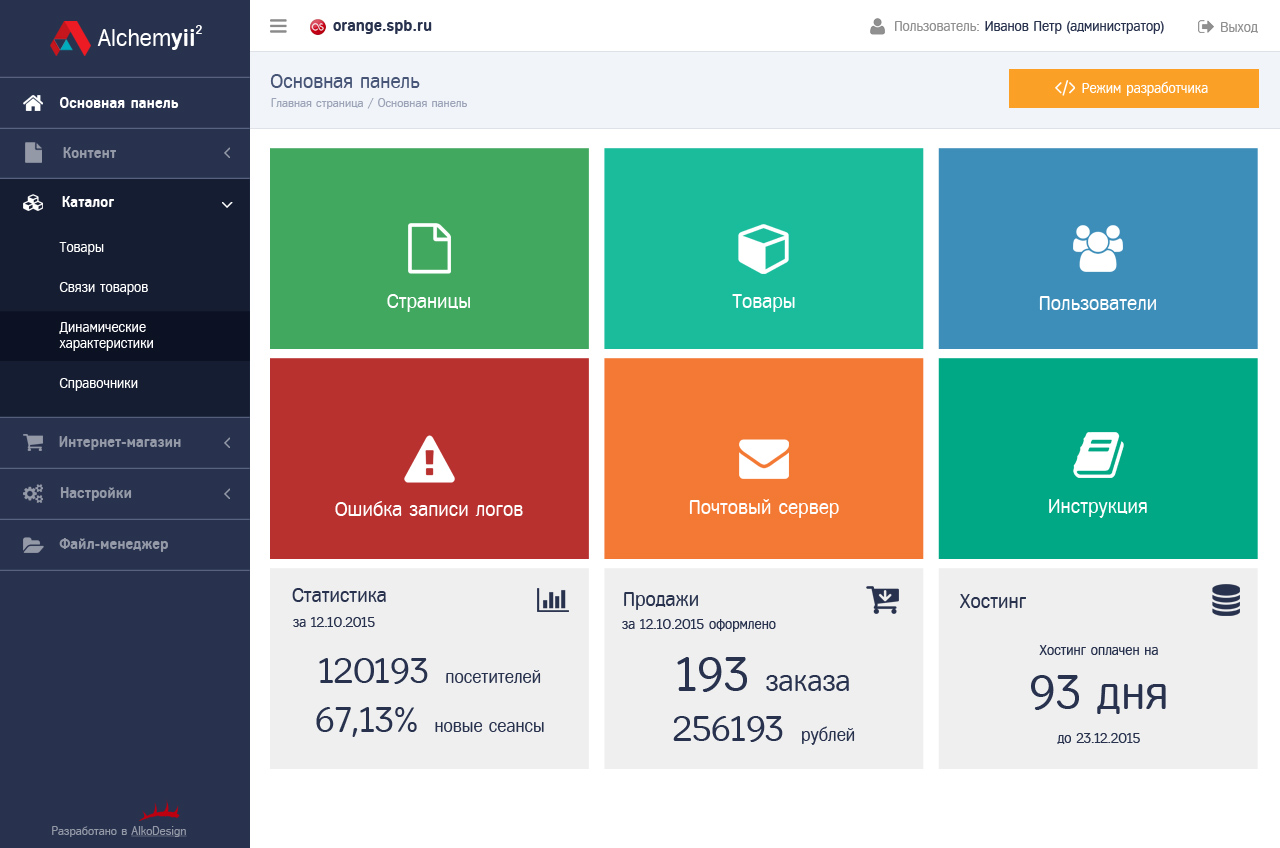 Alchemyii²
orange.spb.ru
Пользователь: Иванов Петр (администратор)
Выход
Основная панель
Главная страница / Основная панель
</> Режим разработчика
Основная панель
Контент
Каталог
Товары
Связи товаров
Динамические
характеристики
Справочники
Интернет-магазин
Настройки
Файл-менеджер
Разработано в AlkoDesign
Страницы
Товары
Пользователи
Ошибка записи логов
Почтовый сервер
Инструкция
Статистика
за 12.10.2015
120193 посетителей
67,13% новые сеансы
Продажи
за 12.10.2015 оформлено
193 заказа
256193 рублей
Хостинг
Хостинг оплачен на
93 дня
до 23.12.2015